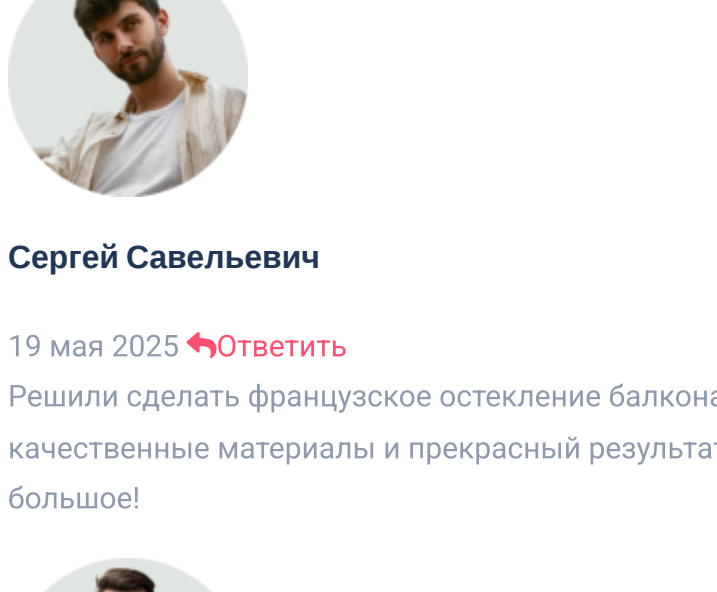 Сергей Савельевич
19 мая 2025 Ответить
Решили сделать французское остекление балкона
качественные материалы и прекрасный результат
большое!